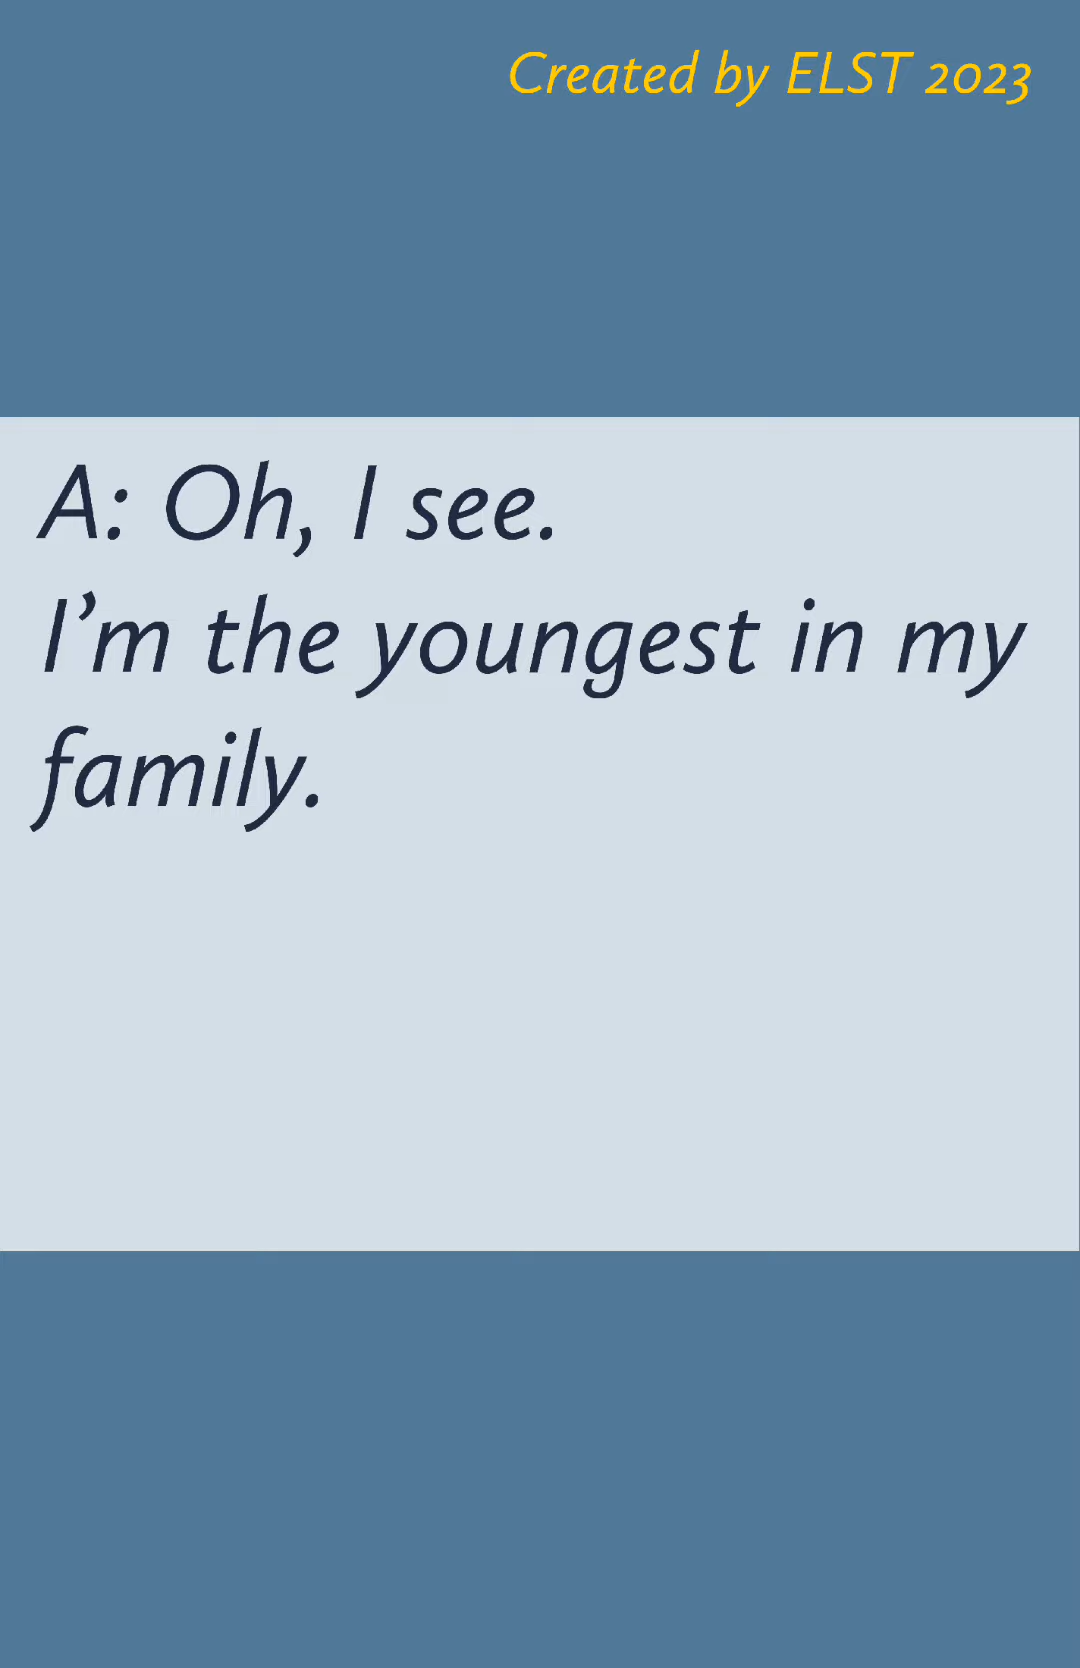 Created by ELST 2023
A: Oh, I see.
I’m the youngest in my
family.